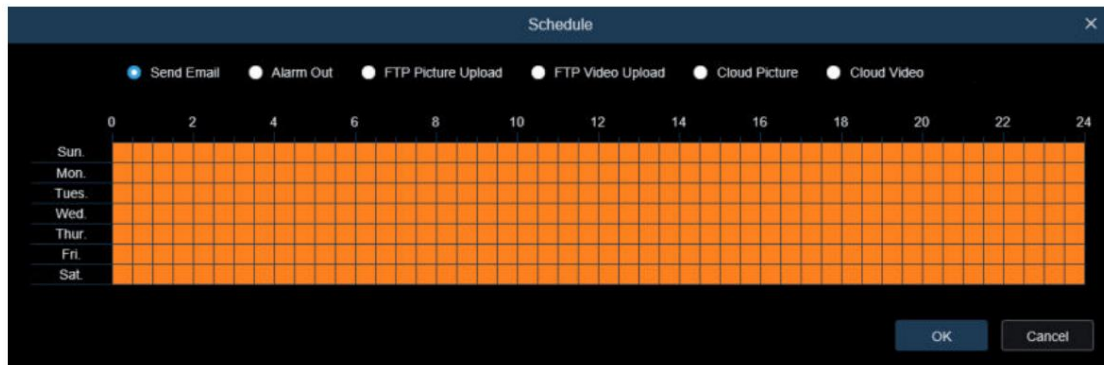 Schedule ×
Send Email Alarm Out FTP Picture Upload FTP Video Upload Cloud Picture Cloud Video
0 2 4 6 8 10 12 14 16 18 20 22 24
Sun.
Mon.
Tues.
Wed.
Thur.
Fri.
Sat.
OK Cancel